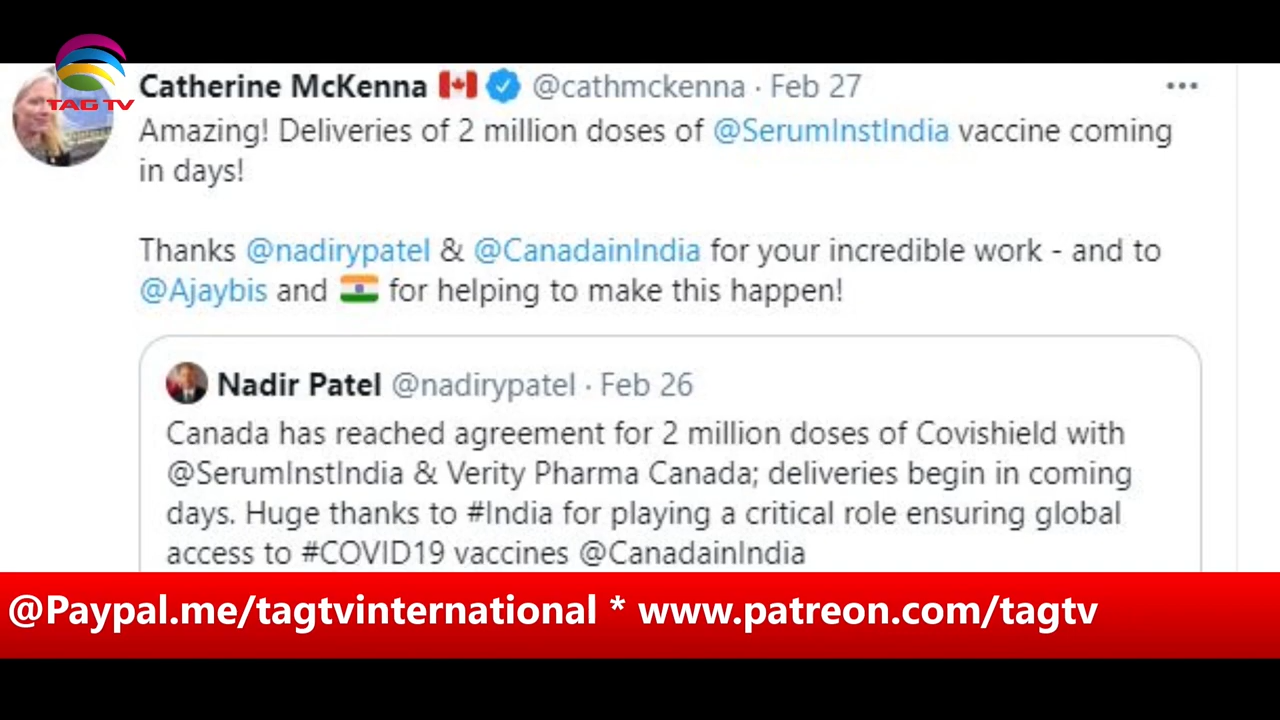 TAG TV
Catherine McKenna 🇨🇦 @cathmckenna · Feb 27
Amazing! Deliveries of 2 million doses of @SerumInstIndia vaccine coming
in days!
Thanks @nadirypatel & @CanadainIndia for your incredible work - and to
@Ajaybis and 🇮🇳 for helping to make this happen!
Nadir Patel @nadirypatel · Feb 26
Canada has reached agreement for 2 million doses of Covishield with
@SerumInstIndia & Verity Pharma Canada; deliveries begin in coming
days. Huge thanks to #India for playing a critical role ensuring global
access to #COVID19 vaccines @CanadainIndia
@Paypal.me/tagtvinternational * www.patreon.com/tagtv